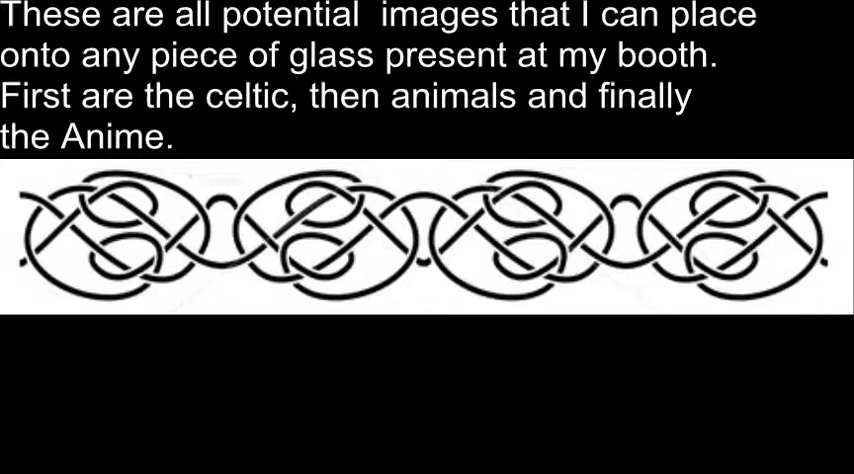 These are all potential  images that I can place
onto any piece of glass present at my booth.
First are the celtic, then animals and finally
the Anime.